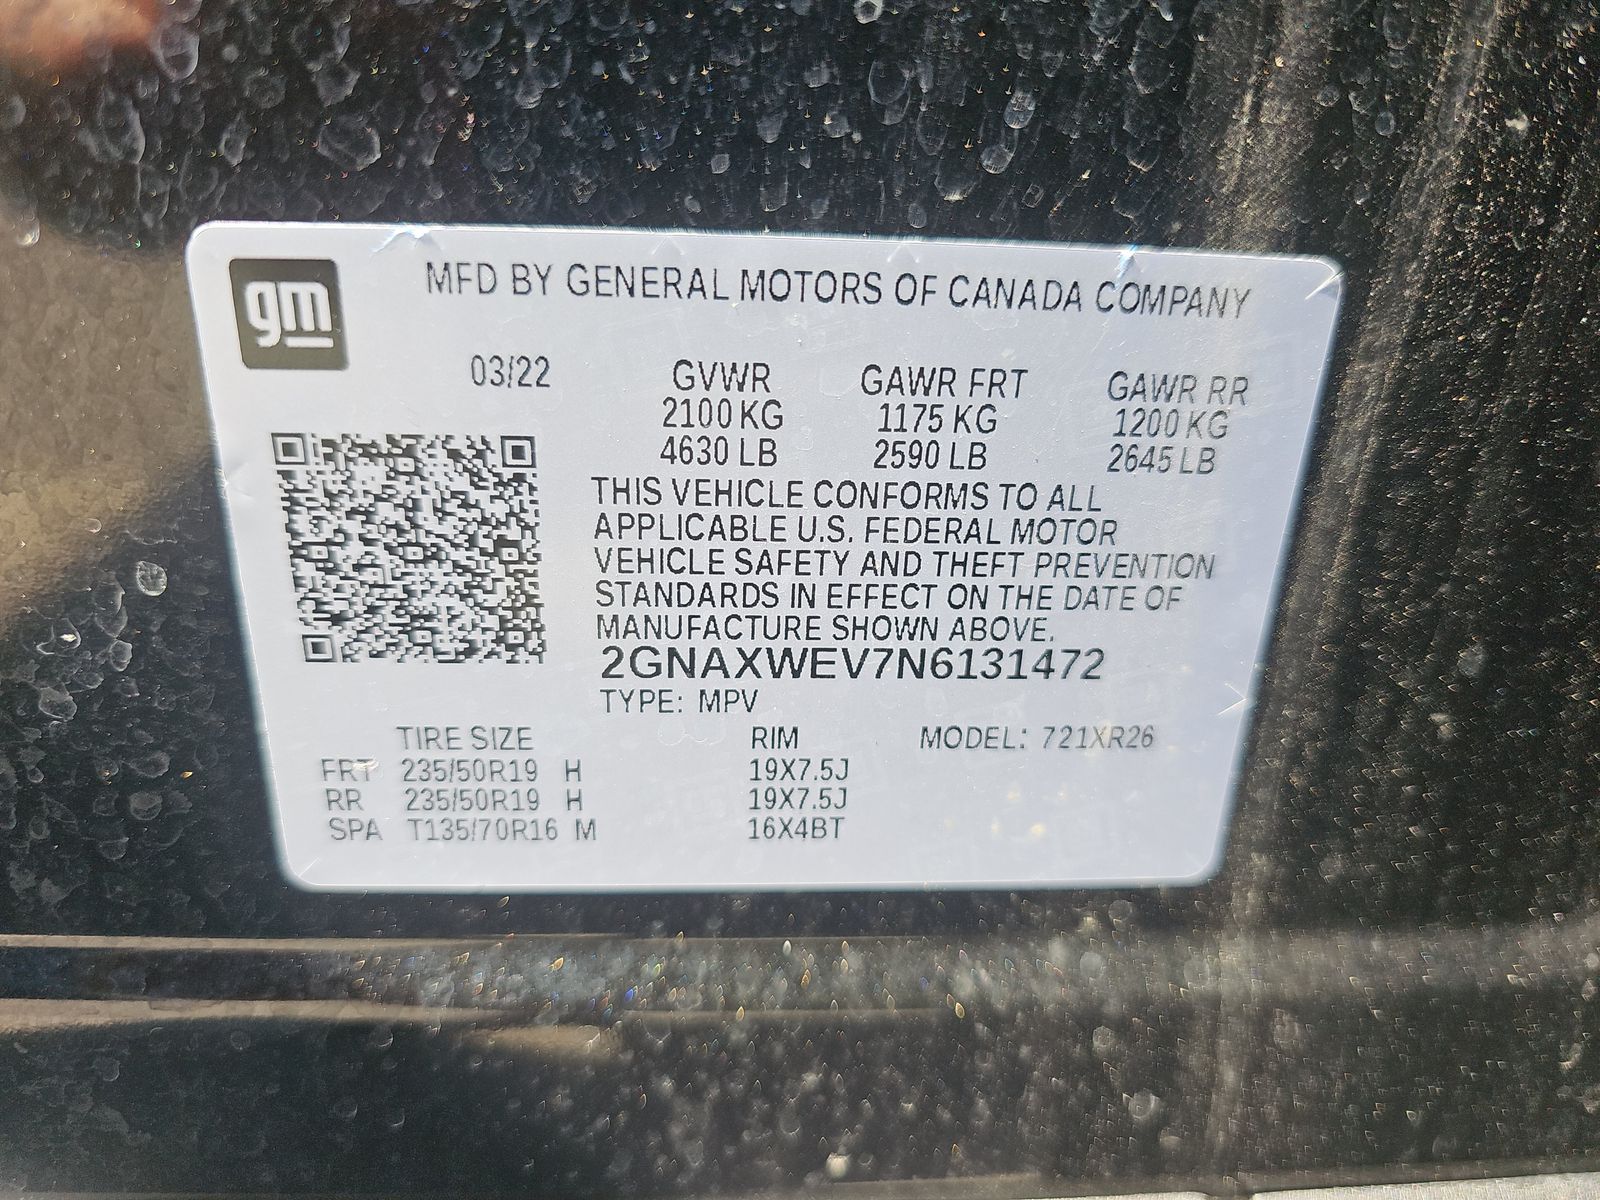 gm
MFD BY GENERAL MOTORS OF CANADA COMPANY
03/22 GVWR GAWR FRT GAWR RR
2100 KG 1175 KG 1200 KG
4630 LB 2590 LB 2645 LB
THIS VEHICLE CONFORMS TO ALL
APPLICABLE U.S. FEDERAL MOTOR
VEHICLE SAFETY AND THEFT PREVENTION
STANDARDS IN EFFECT ON THE DATE OF
MANUFACTURE SHOWN ABOVE.
2GNAXWEV7N6131472
TYPE: MPV
TIRE SIZE RIM MODEL: 721XR26
FRT 235/50R19 H 19X7.5J
RR 235/50R19 H 19X7.5J
SPA T135/70R16 M 16X4BT